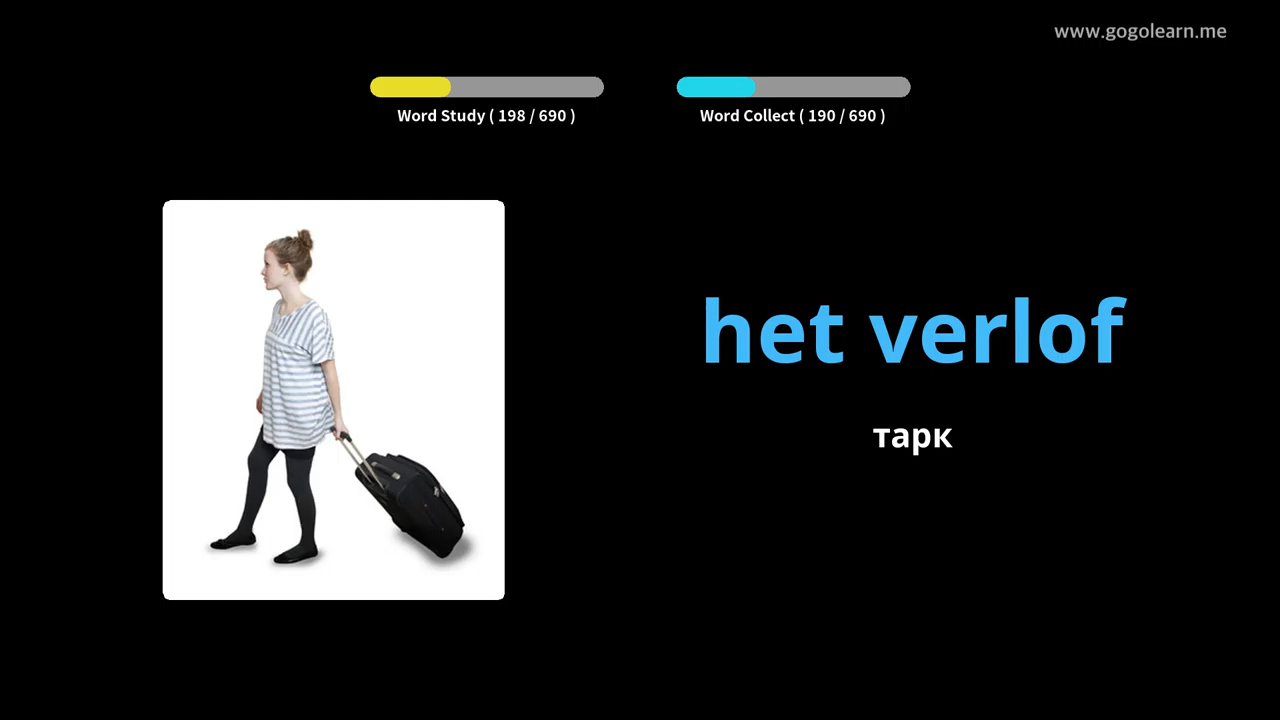 www.gogolearn.me
Word Study ( 198 / 690 )
Word Collect ( 190 / 690 )
het verlof
тарк